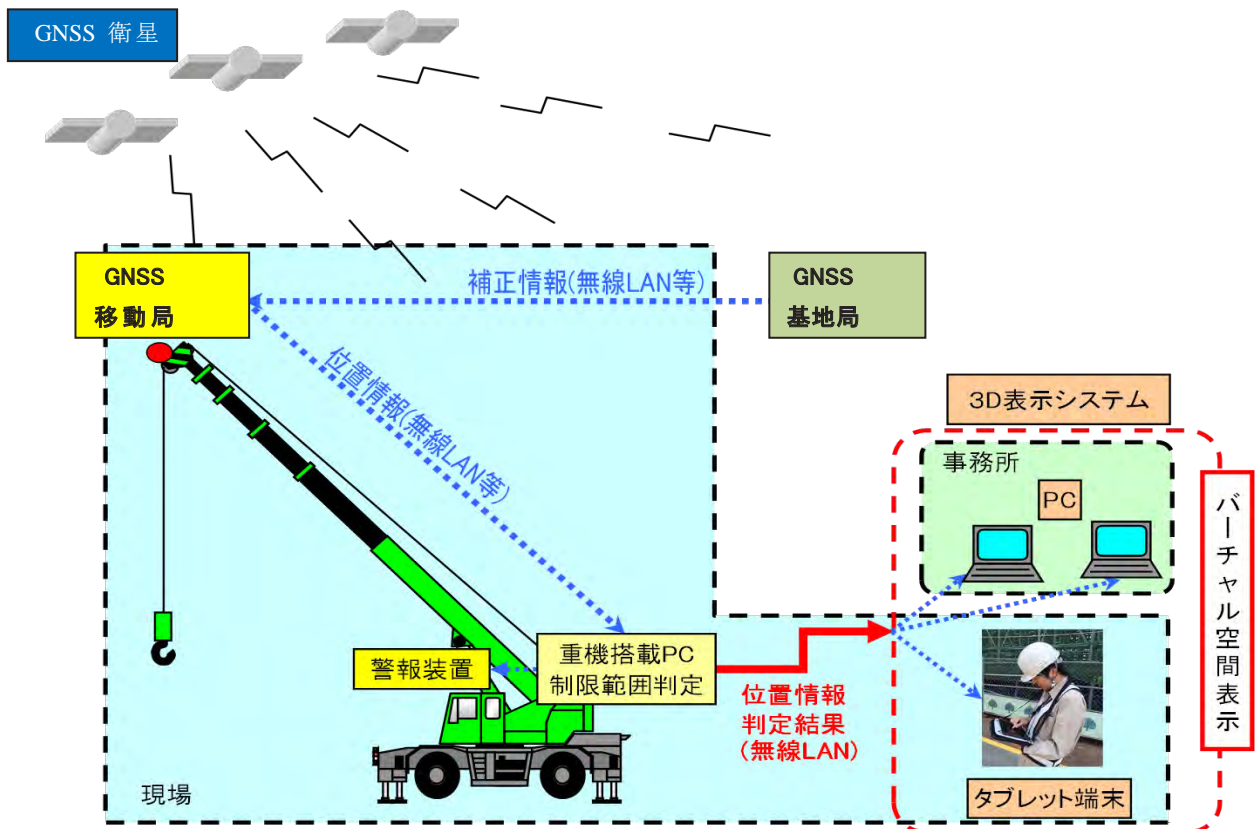 GNSS 衛星
GNSS
移動局
補正情報(無線LAN等)
GNSS
基地局
位置情報(無線LAN等)
3D表示システム
事務所
PC
バーチャル空間表示
警報装置
重機搭載PC
制限範囲判定
位置情報
判定結果
(無線LAN)
現場
タブレット端末